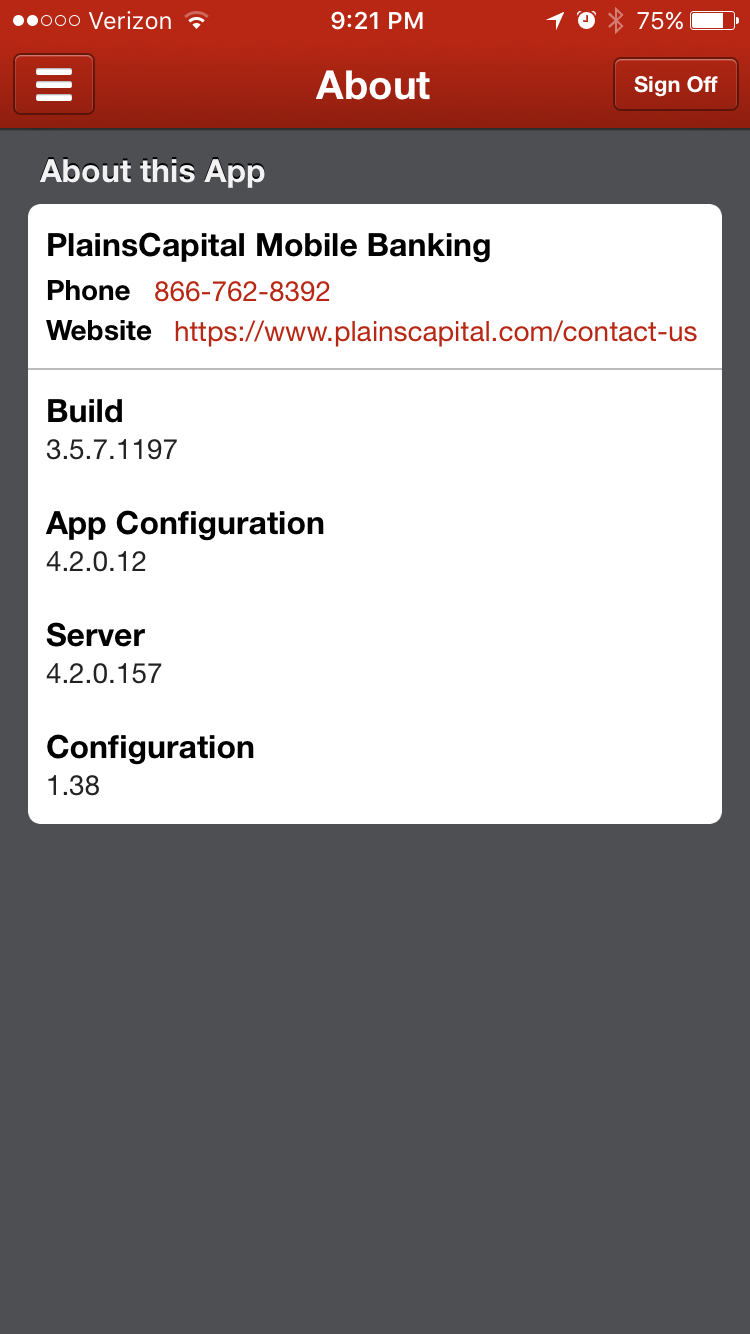 Verizon 9:21 PM 75%
About Sign Off
About this App
PlainsCapital Mobile Banking
Phone 866-762-8392
Website https://www.plainscapital.com/contact-us
Build
3.5.7.1197
App Configuration
4.2.0.12
Server
4.2.0.157
Configuration
1.38